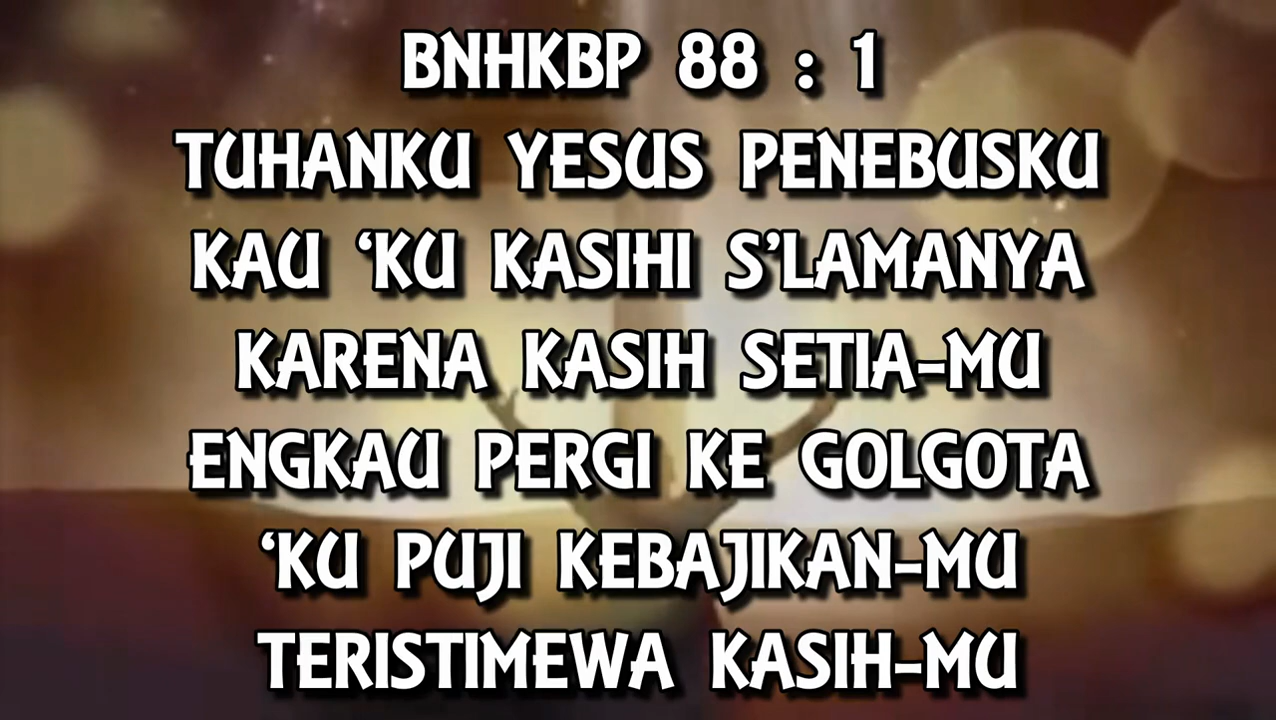 BNHKBP 88 : 1
TUHANKU YESUS PENEBUSKU
KAU ‘KU KASIHI S’LAMANYA
KARENA KASIH SETIA-MU
ENGKAU PERGI KE GOLGOTA
‘KU PUJI KEBAJIKAN-MU
TERISTIMEWA KASIH-MU